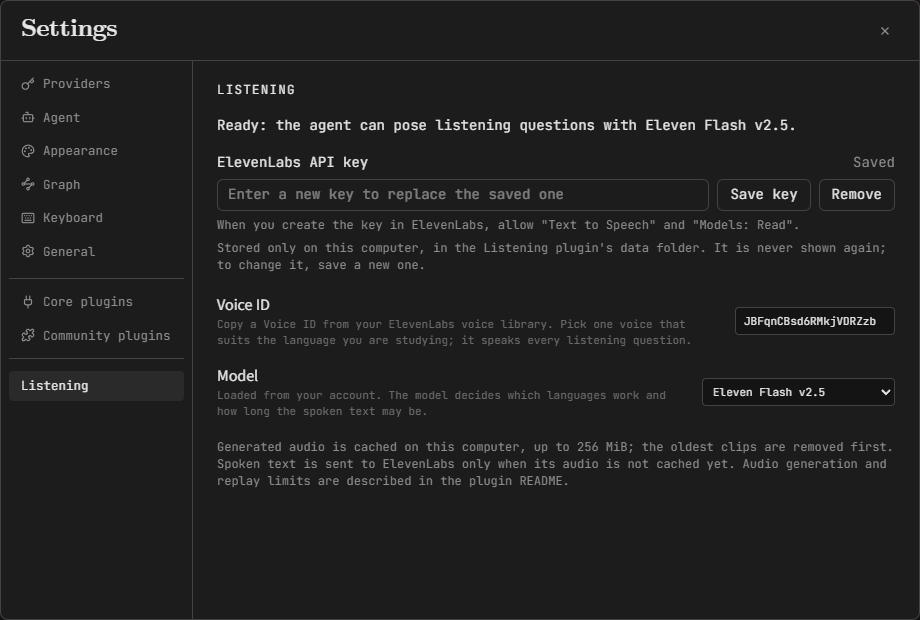 Settings
×
Providers
Agent
Appearance
Graph
Keyboard
General
Core plugins
Community plugins
Listening
LISTENING
Ready: the agent can pose listening questions with Eleven Flash v2.5.
ElevenLabs API key
Saved
Enter a new key to replace the saved one
Save key
Remove
When you create the key in ElevenLabs, allow "Text to Speech" and "Models: Read".
Stored only on this computer, in the Listening plugin's data folder. It is never shown again;
to change it, save a new one.
Voice ID
Copy a Voice ID from your ElevenLabs voice library. Pick one voice that
suits the language you are studying; it speaks every listening question.
JBFqnCBsd6RMkjVDRZzb
Model
Loaded from your account. The model decides which languages work and
how long the spoken text may be.
Eleven Flash v2.5
Generated audio is cached on this computer, up to 256 MiB; the oldest clips are removed first.
Spoken text is sent to ElevenLabs only when its audio is not cached yet. Audio generation and
replay limits are described in the plugin README.